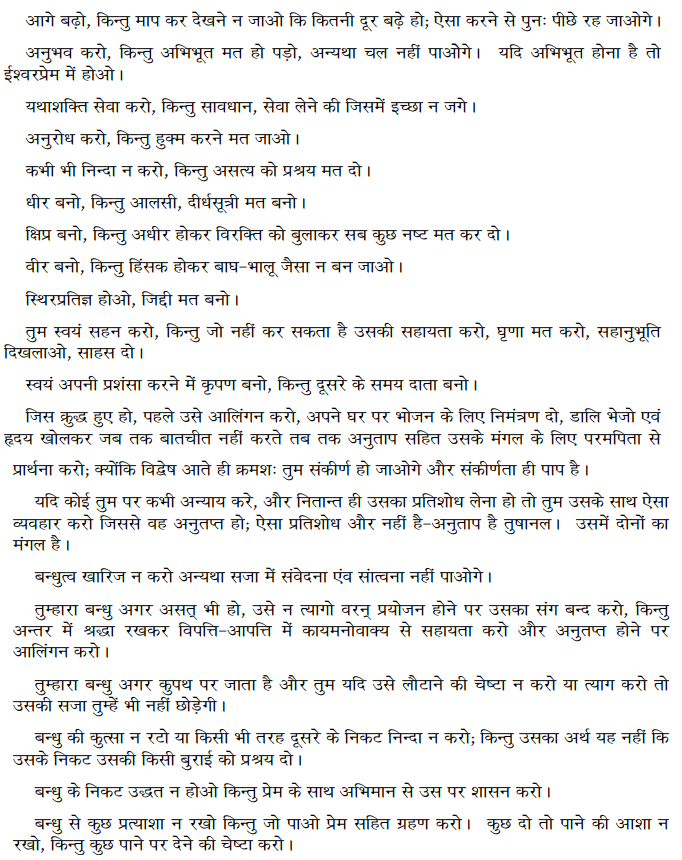 आगे बढ़ो, किन्तु माप कर देखने न जाओ कि कितनी दूर बढ़े हो; ऐसा करने से पुनः पीछे रह जाओगे।
अनुभव करो, किन्तु अभिभूत मत हो पड़ो, अन्यथा चल नहीं पाओगे। यदि अभिभूत होना है तो
ईश्वरप्रेम में होओ।
यथाशक्ति सेवा करो, किन्तु सावधान, सेवा लेने की जिसमें इच्छा न जगे।
अनुरोध करो, किन्तु हुक्म करने मत जाओ।
कभी भी निन्दा न करो, किन्तु असत्य को प्रश्रय मत दो।
धीर बनो, किन्तु आलसी, दीर्धसूत्री मत बनो।
क्षिप्र बनो, किन्तु अधीर होकर विरक्ति को बुलाकर सब कुछ नष्ट मत कर दो।
वीर बनो, किन्तु हिंसक होकर बाघ-भालू जैसा न बन जाओ।
स्थिरप्रतिज्ञ होओ, जिद्दी मत बनो।
तुम स्वयं सहन करो, किन्तु जो नहीं कर सकता है उसकी सहायता करो, घृणा मत करो, सहानुभूति
दिखलाओ, साहस दो।
स्वयं अपनी प्रशंसा करने में कृपण बनो, किन्तु दूसरे के समय दाता बनो।
जिस क्रुद्ध हुए हो, पहले उसे आलिंगन करो, अपने घर पर भोजन के लिए निमंत्रण दो, डालि भेजो एवं
हृदय खोलकर जब तक बातचीत नहीं करते तब तक अनुताप सहित उसके मंगल के लिए परमपिता से
प्रार्थना करो; क्योंकि विद्वेष आते ही क्रमशः तुम संकीर्ण हो जाओगे और संकीर्णता ही पाप है।
यदि कोई तुम पर कभी अन्याय करे, और नितान्त ही उसका प्रतिशोध लेना हो तो तुम उसके साथ ऐसा
व्यवहार करो जिससे वह अनुतप्त हो; ऐसा प्रतिशोध और नहीं है-अनुताप है तुषानल। उसमें दोनों का
मंगल है।
बन्धुत्व खारिज न करो अन्यथा सजा में संवेदना एंव सांत्वना नहीं पाओगे।
तुम्हारा बन्धु अगर असत् भी हो, उसे न त्यागो वरन् प्रयोजन होने पर उसका संग बन्द करो, किन्तु
अन्तर में श्रद्धा रखकर विपत्ति-आपत्ति में कायमनोवाक्य से सहायता करो और अनुतप्त होने पर
आलिंगन करो।
तुम्हारा बन्धु अगर कुपथ पर जाता है और तुम यदि उसे लौटाने की चेष्टा न करो या त्याग करो तो
उसकी सजा तुम्हें भी नहीं छोड़ेगी।
बन्धु की कुत्सा न रटो या किसी भी तरह दूसरे के निकट निन्दा न करो; किन्तु उसका अर्थ यह नहीं कि
उसके निकट उसकी किसी बुराई को प्रश्रय दो।
बन्धु के निकट उद्धत न होओ किन्तु प्रेम के साथ अभिमान से उस पर शासन करो।
बन्धु से कुछ प्रत्याशा न रखो किन्तु जो पाओ प्रेम सहित ग्रहण करो। कुछ दो तो पाने की आशा न
रखो, किन्तु कुछ पाने पर देने की चेष्टा करो।